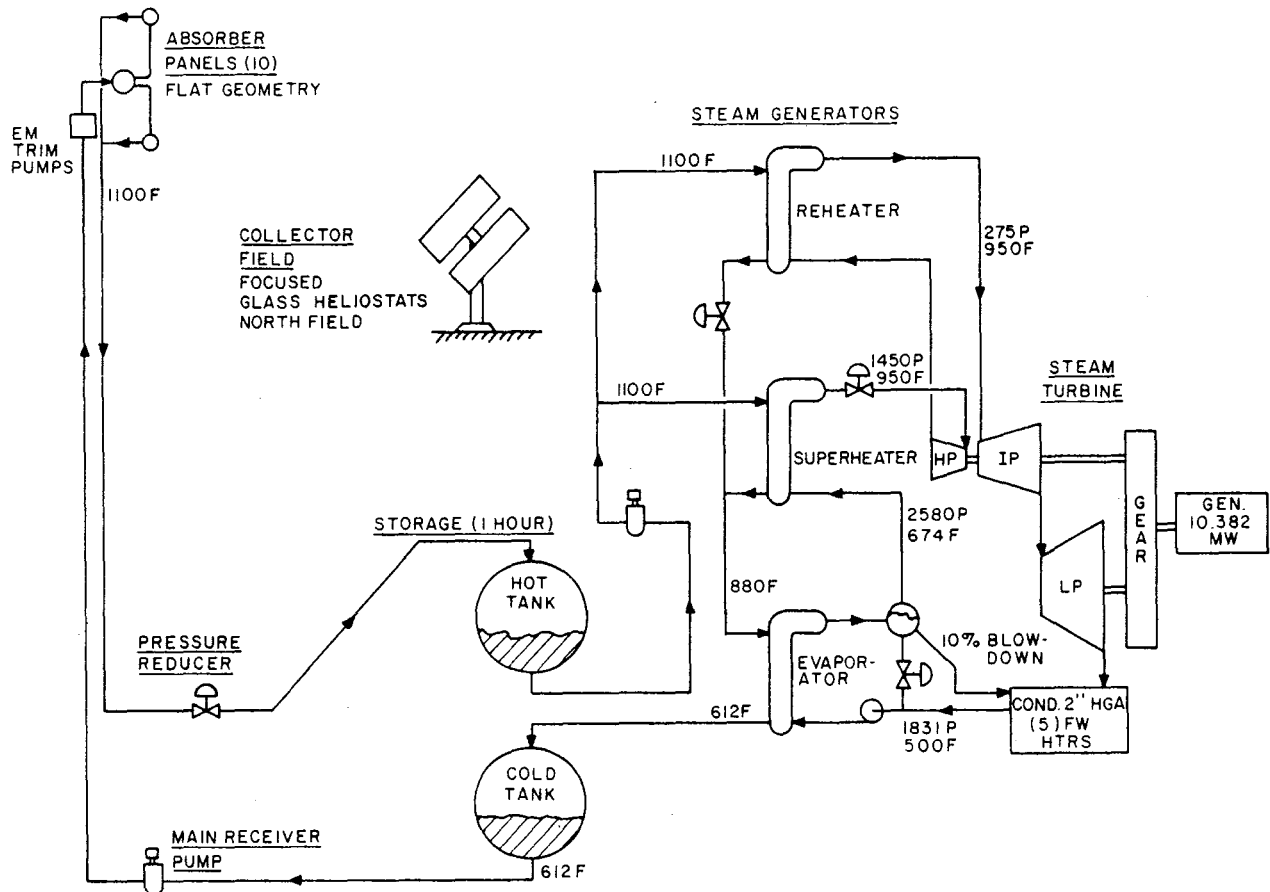 ABSORBER
PANELS (10)
FLAT GEOMETRY
EM
TRIM
PUMPS
1100F
COLLECTOR
FIELD
FOCUSED
GLASS HELIOSTATS
NORTH FIELD
STEAM GENERATORS
1100F
REHEATER
275P
950F
1450P
950F
STEAM
TURBINE
1100F
SUPERHEATER
HP
IP
GEAR
GEN.
10.382
MW
2580P
674F
STORAGE (1 HOUR)
HOT
TANK
880F
LP
10% BLOW-
DOWN
EVAPOR-
ATOR
PRESSURE
REDUCER
612F
1831P
500F
COND. 2" HGA
(5) FW
HTRS
COLD
TANK
MAIN RECEIVER
PUMP
612F